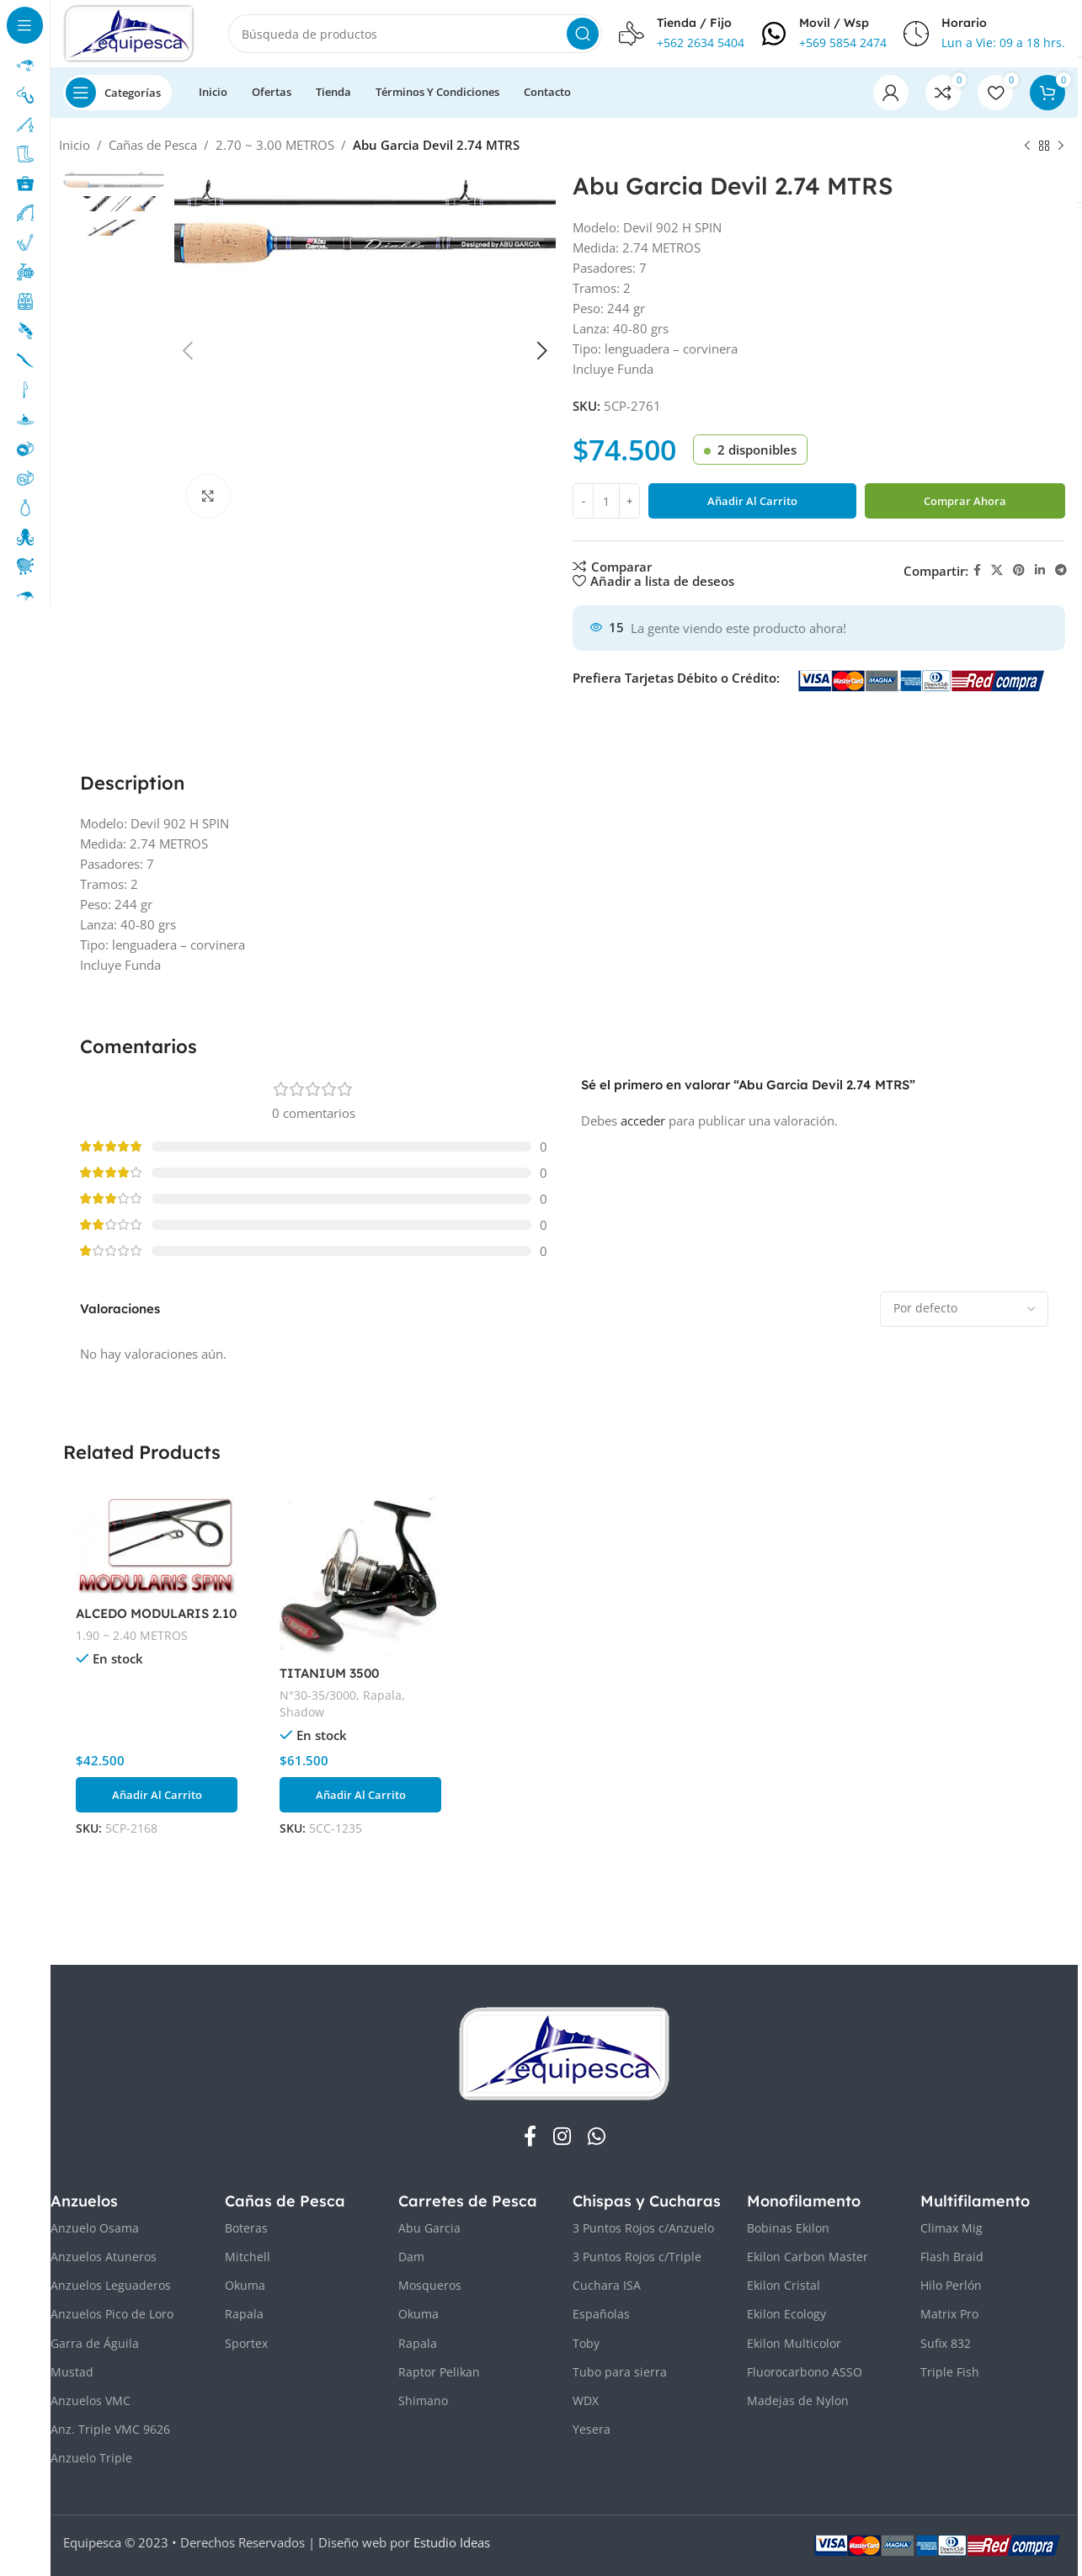 equipesca
Búsqueda de productos
Tienda / Fijo
+562 2634 5404
Movil / Wsp
+569 5854 2474
Horario
Lun a Vie: 09 a 18 hrs.
Categorías
Inicio
Ofertas
Tienda
Términos Y Condiciones
Contacto
0
0
0
Inicio / Cañas de Pesca / 2.70 ~ 3.00 METROS / Abu Garcia Devil 2.74 MTRS
Abu Garcia
Diablo
Designed by ABU GARCIA
Abu Garcia Devil 2.74 MTRS
Modelo: Devil 902 H SPIN
Medida: 2.74 METROS
Pasadores: 7
Tramos: 2
Peso: 244 gr
Lanza: 40-80 grs
Tipo: lenguadera – corvinera
Incluye Funda
SKU: 5CP-2761
$74.500
2 disponibles
- 1 +
Añadir Al Carrito
Comprar Ahora
Comparar
Añadir a lista de deseos
Compartir:
15 La gente viendo este producto ahora!
Prefiera Tarjetas Débito o Crédito:
VISA MasterCard MAGNA Diners Club Red compra
Description
Modelo: Devil 902 H SPIN
Medida: 2.74 METROS
Pasadores: 7
Tramos: 2
Peso: 244 gr
Lanza: 40-80 grs
Tipo: lenguadera – corvinera
Incluye Funda
Comentarios
0 comentarios
0
0
0
0
0
Sé el primero en valorar “Abu Garcia Devil 2.74 MTRS”
Debes acceder para publicar una valoración.
Valoraciones
Por defecto
No hay valoraciones aún.
Related Products
MODULARIS SPIN
ALCEDO MODULARIS 2.10
1.90 ~ 2.40 METROS
En stock
$42.500
Añadir Al Carrito
SKU: 5CP-2168
TITANIUM 3500
N°30-35/3000, Rapala,
Shadow
En stock
$61.500
Añadir Al Carrito
SKU: 5CC-1235
equipesca
Anzuelos
Anzuelo Osama
Anzuelos Atuneros
Anzuelos Leguaderos
Anzuelos Pico de Loro
Garra de Águila
Mustad
Anzuelos VMC
Anz. Triple VMC 9626
Anzuelo Triple
Cañas de Pesca
Boteras
Mitchell
Okuma
Rapala
Sportex
Carretes de Pesca
Abu Garcia
Dam
Mosqueros
Okuma
Rapala
Raptor Pelikan
Shimano
Chispas y Cucharas
3 Puntos Rojos c/Anzuelo
3 Puntos Rojos c/Triple
Cuchara ISA
Españolas
Toby
Tubo para sierra
WDX
Yesera
Monofilamento
Bobinas Ekilon
Ekilon Carbon Master
Ekilon Cristal
Ekilon Ecology
Ekilon Multicolor
Fluorocarbono ASSO
Madejas de Nylon
Multifilamento
Climax Mig
Flash Braid
Hilo Perlón
Matrix Pro
Sufix 832
Triple Fish
Equipesca © 2023 • Derechos Reservados | Diseño web por Estudio Ideas
VISA MasterCard MAGNA Diners Club Red compra